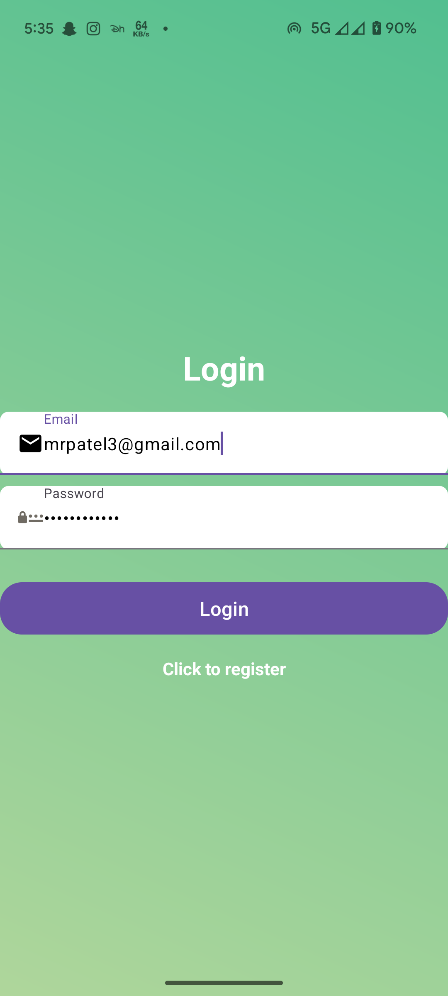 5:35 64 KB/s 5G 90%
Login
Email
mrpatel3@gmail.com
Password
••••••••••••
Login
Click to register